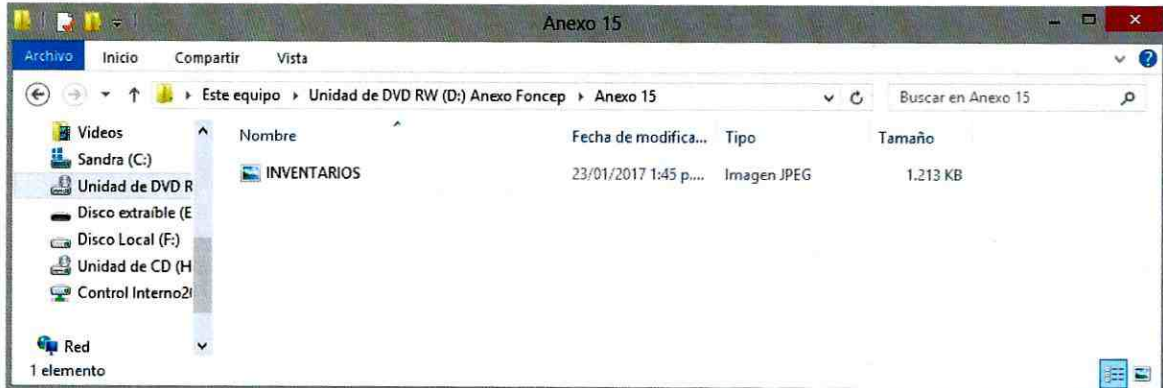 Anexo 15
Archivo Inicio Compartir Vista
Este equipo Unidad de DVD RW (D:) Anexo Foncep Anexo 15 Buscar en Anexo 15
Videos
Sandra (C:)
Unidad de DVD R
Disco extraíble (E
Disco Local (F:)
Unidad de CD (H
Control Interno2
Red
Nombre Fecha de modifica... Tipo Tamaño
INVENTARIOS 23/01/2017 1:45 p.... Imagen JPEG 1.213 KB
1 elemento